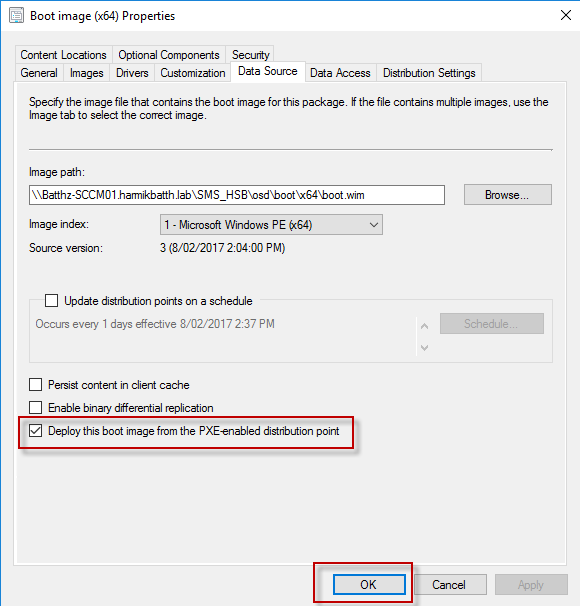 Boot image (x64) Properties
Content Locations Optional Components Security
General Images Drivers Customization Data Source Data Access Distribution Settings
Specify the image file that contains the boot image for this package. If the file contains multiple images, use the
Image tab to select the correct image.
Image path:
\\Batthz-SCCM01.harnikbatth.lab\SMS_HSB\osd\boot\x64\boot.wim
Browse...
Image index: 1 - Microsoft Windows PE (x64)
Source version: 3 (8/02/2017 2:04:00 PM)
Update distribution points on a schedule
Occurs every 1 days effective 8/02/2017 2:37 PM
Schedule...
Persist content in client cache
Enable binary differential replication
Deploy this boot image from the PXE-enabled distribution point
OK Cancel Apply